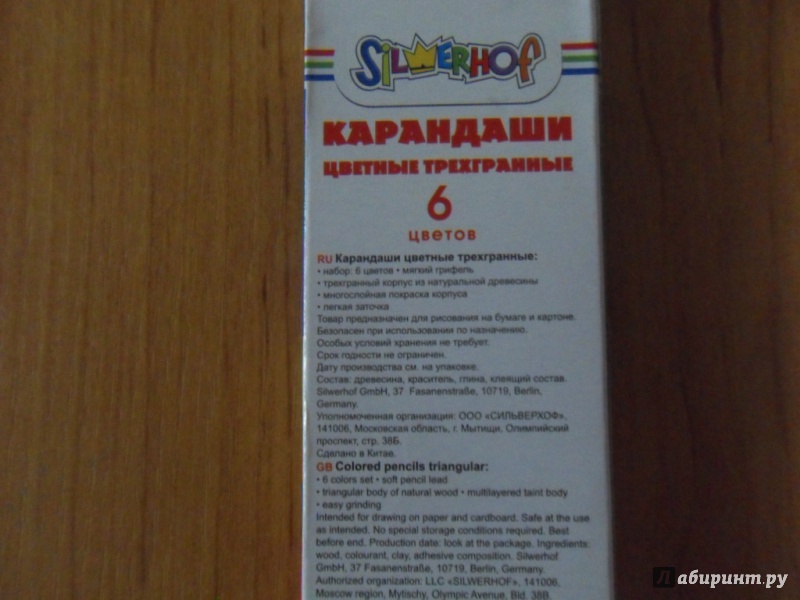 SILWERHOF
КАРАНДАШИ
ЦВЕТНЫЕ ТРЕХГРАННЫЕ
6
цветов
RU Карандаши цветные трехгранные:
• набор: 6 цветов • мягкий грифель
• трехгранный корпус из натуральной древесины
• многослойная покраска корпуса
• легкая заточка
Товар предназначен для рисования на бумаге и картоне.
Безопасен при использовании по назначению.
Особых условий хранения не требует.
Срок годности не ограничен.
Дату производства см. на упаковке.
Состав: древесина, краситель, глина, клеящий состав.
Silwerhof GmbH, 37 Fasanenstraße, 10719, Berlin,
Germany.
Уполномоченная организация: ООО «СИЛЬВЕРХОФ»,
141006, Московская область, г. Мытищи, Олимпийский
проспект, стр. 38Б.
Сделано в Китае.
GB Colored pencils triangular:
• 6 colors set • soft pencil lead
• triangular body of natural wood • multilayered taint body
• easy grinding
Intended for drawing on paper and cardboard. Safe at the use
as intended. No special storage conditions required. Best
before end. Production date: look at the package. Ingredients:
wood, colourant, clay, adhesive composition. Silwerhof
GmbH, 37 Fasanenstraße, 10719, Berlin, Germany.
Authorized organization: LLC «SILWERHOF», 141006,
Moscow region, Mytischy, Olympic Avenue, Bld. 38B.
Лабиринт.ру